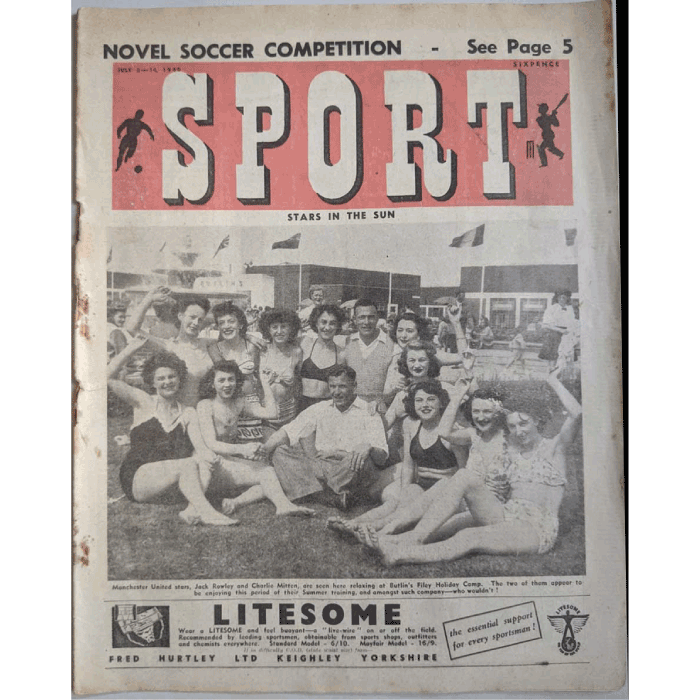 NOVEL SOCCER COMPETITION - See Page 5
SIXPENCE
SPORT
STARS IN THE SUN
Manchester United stars, Jack Rowley and Charlie Mitten, are seen here relaxing at Butlin's Filey Holiday Camp. The two of them appear to
be enjoying this period of their Summer training, and amongst such company—who wouldn't?
LITESOME
Wear a LITESOME and feel buoyant—a "live-wire" on or off the field.
Recommended by leading sportsmen, obtainable from sports shops, outfitters
and chemists everywhere. Standard Model - 6/10. Mayfair Model - 16/9.
FRED HURTLEY LTD KEIGHLEY YORKSHIRE
the essential support
for every sportsman!
LITESOME